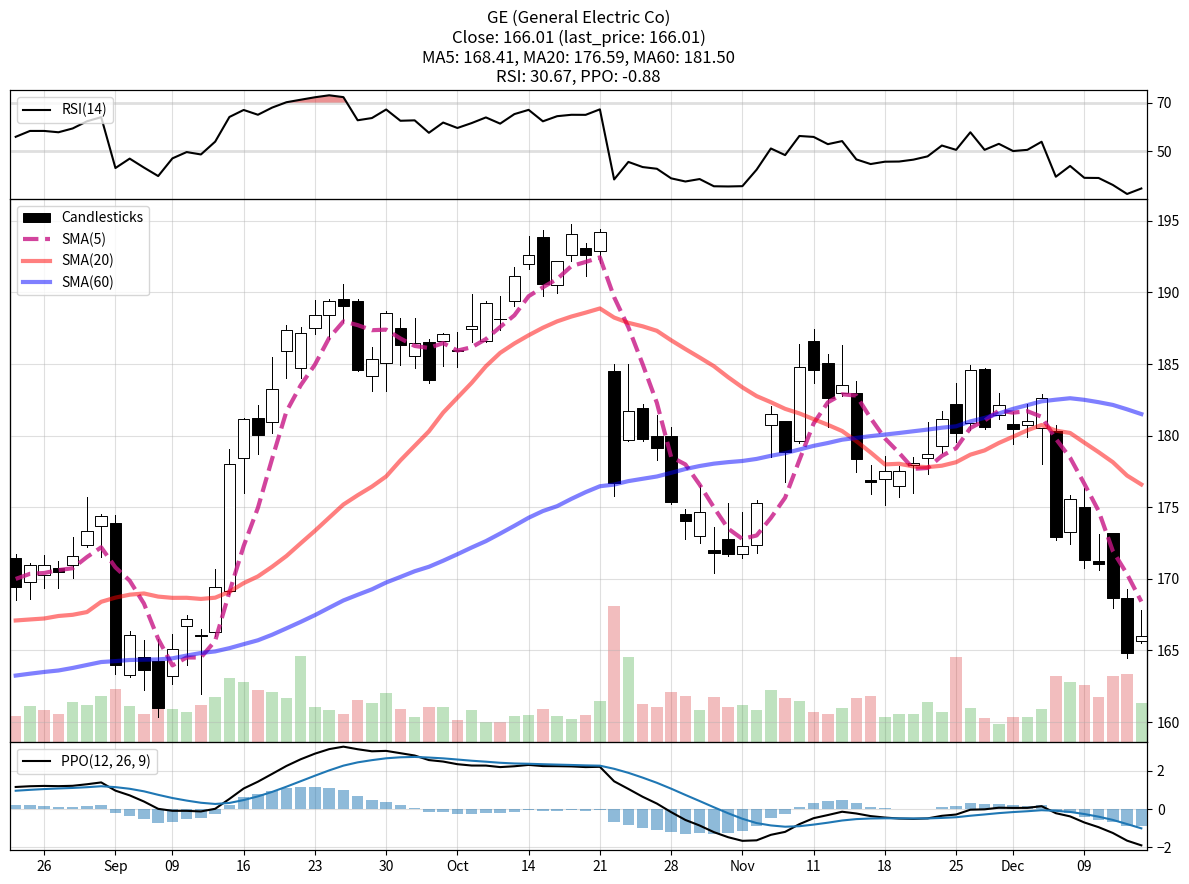 GE (General Electric Co)
Close: 166.01 (last_price: 166.01)
MA5: 168.41, MA20: 176.59, MA60: 181.50
RSI: 30.67, PPO: -0.88
RSI(14)
70
50
Candlesticks
SMA(5)
SMA(20)
SMA(60)
195
190
185
180
175
170
165
160
PPO(12, 26, 9)
2
0
−2
26 Sep 09 16 23 30 Oct 14 21 28 Nov 11 18 25 Dec 09